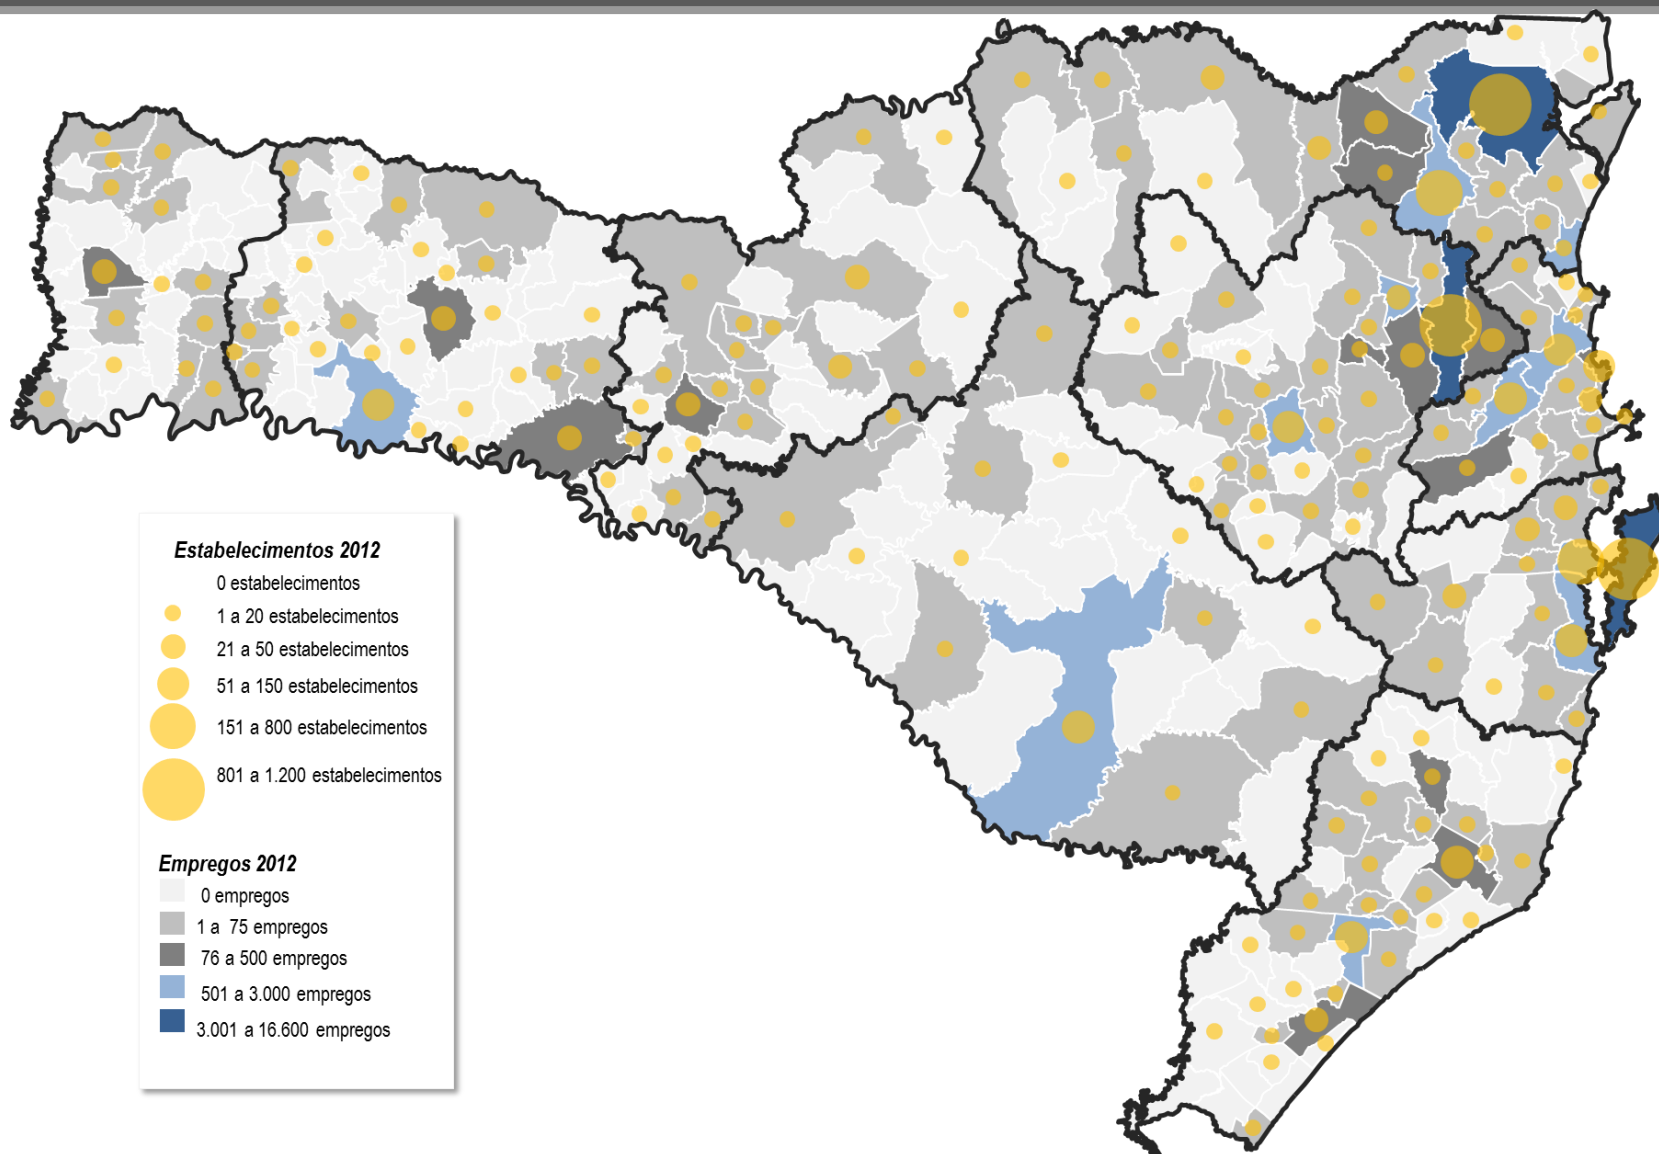 Estabelecimentos 2012
0 estabelecimentos
1 a 20 estabelecimentos
21 a 50 estabelecimentos
51 a 150 estabelecimentos
151 a 800 estabelecimentos
801 a 1.200 estabelecimentos
Empregos 2012
0 empregos
1 a 75 empregos
76 a 500 empregos
501 a 3.000 empregos
3.001 a 16.600 empregos